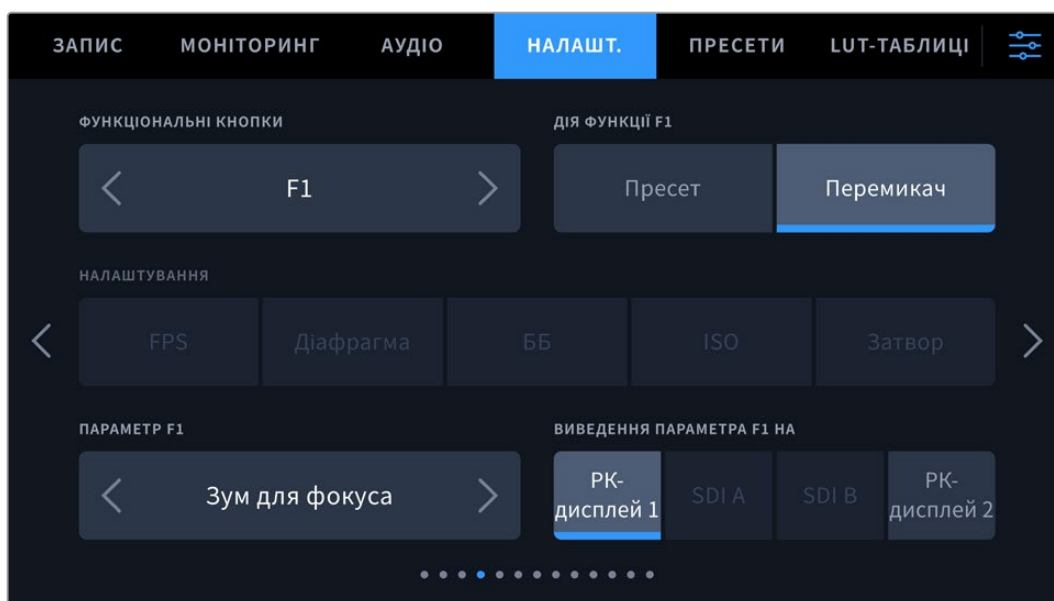 ЗАПИС МОНІТОРИНГ АУДІО НАЛАШТ. ПРЕСЕТИ LUT-ТАБЛИЦІ
ФУНКЦІОНАЛЬНІ КНОПКИ ДІЯ ФУНКЦІЇ F1
F1 Пресет Перемикач
НАЛАШТУВАННЯ
FPS Діафрагма ББ ISO Затвор
ПАРАМЕТР F1 ВИВЕДЕННЯ ПАРАМЕТРА F1 НА
Зум для фокуса
РК-
дисплей 1
SDI A SDI B
РК-
дисплей 2